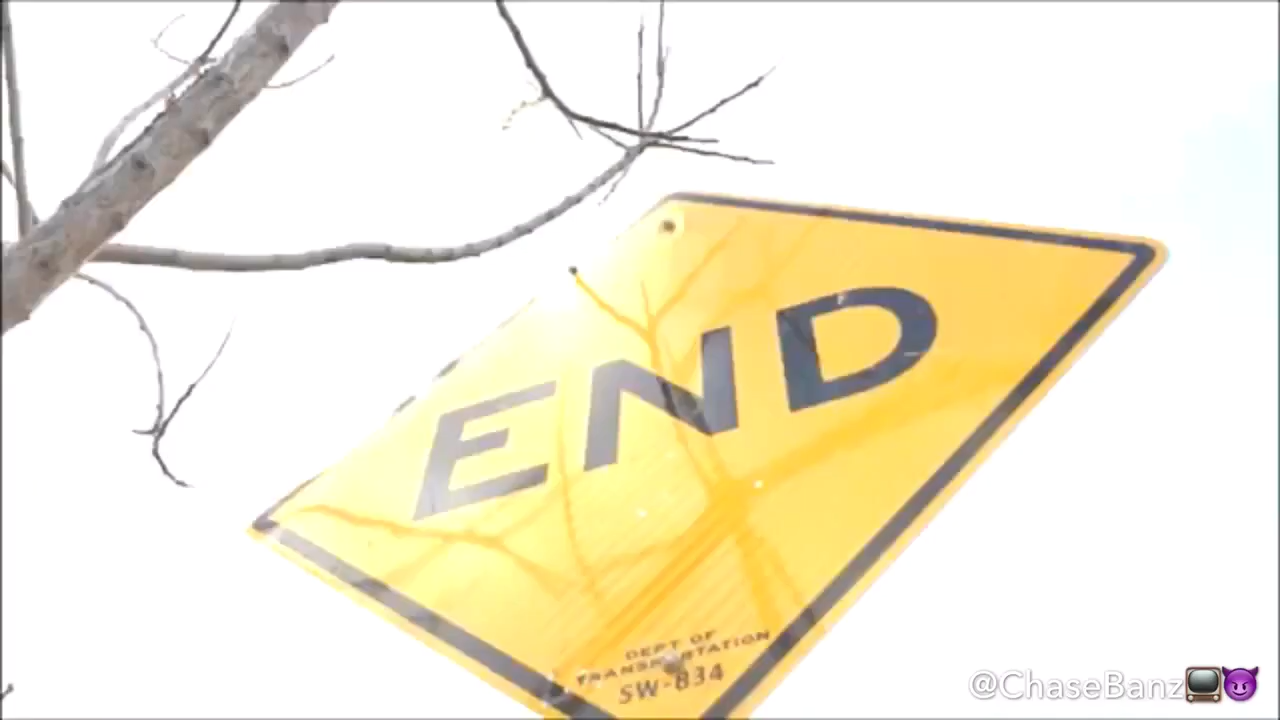 END
DEPT OF
TRANSPORTATION
SW-834
@ChaseBanz📺😈